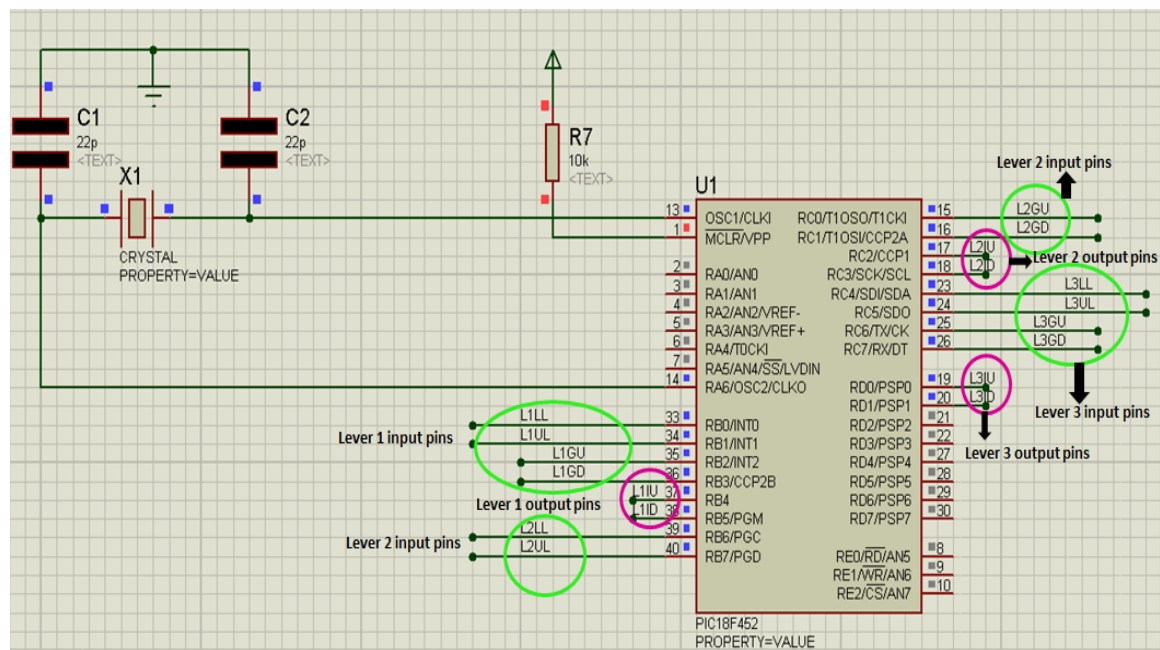 C1
22p
<TEXT>
C2
22p
<TEXT>
X1
CRYSTAL
PROPERTY=VALUE
R7
10k
<TEXT>
U1
13 OSC1/CLKI
1 MCLR/VPP
2 RA0/AN0
3 RA1/AN1
4 RA2/AN2/VREF-
5 RA3/AN3/VREF+
6 RA4/T0CKI
7 RA5/AN4/SS/LVDIN
14 RA6/OSC2/CLKO
33 RB0/INT0
34 RB1/INT1
35 RB2/INT2
36 RB3/CCP2B
37 RB4
38 RB5/PGM
39 RB6/PGC
40 RB7/PGD
RC0/T1OSO/T1CKI 15
RC1/T1OSI/CCP2A 16
RC2/CCP1 17
RC3/SCK/SCL 18
RC4/SDI/SDA 23
RC5/SDO 24
RC6/TX/CK 25
RC7/RX/DT 26
RD0/PSP0 19
RD1/PSP1 20
RD2/PSP2 21
RD3/PSP3 22
RD4/PSP4 27
RD5/PSP5 28
RD6/PSP6 29
RD7/PSP7 30
RE0/RD/AN5 8
RE1/WR/AN6 9
RE2/CS/AN7 10
PIC18F452
PROPERTY=VALUE
Lever 1 input pins
L1LL
L1UL
L1GU
L1GD
Lever 1 output pins
L1IU
L1ID
Lever 2 input pins
L2LL
L2UL
Lever 2 input pins
L2GU
L2GD
L2IU
L2ID
Lever 2 output pins
L3LL
L3UL
L3GU
L3GD
Lever 3 input pins
L3IU
L3ID
Lever 3 output pins